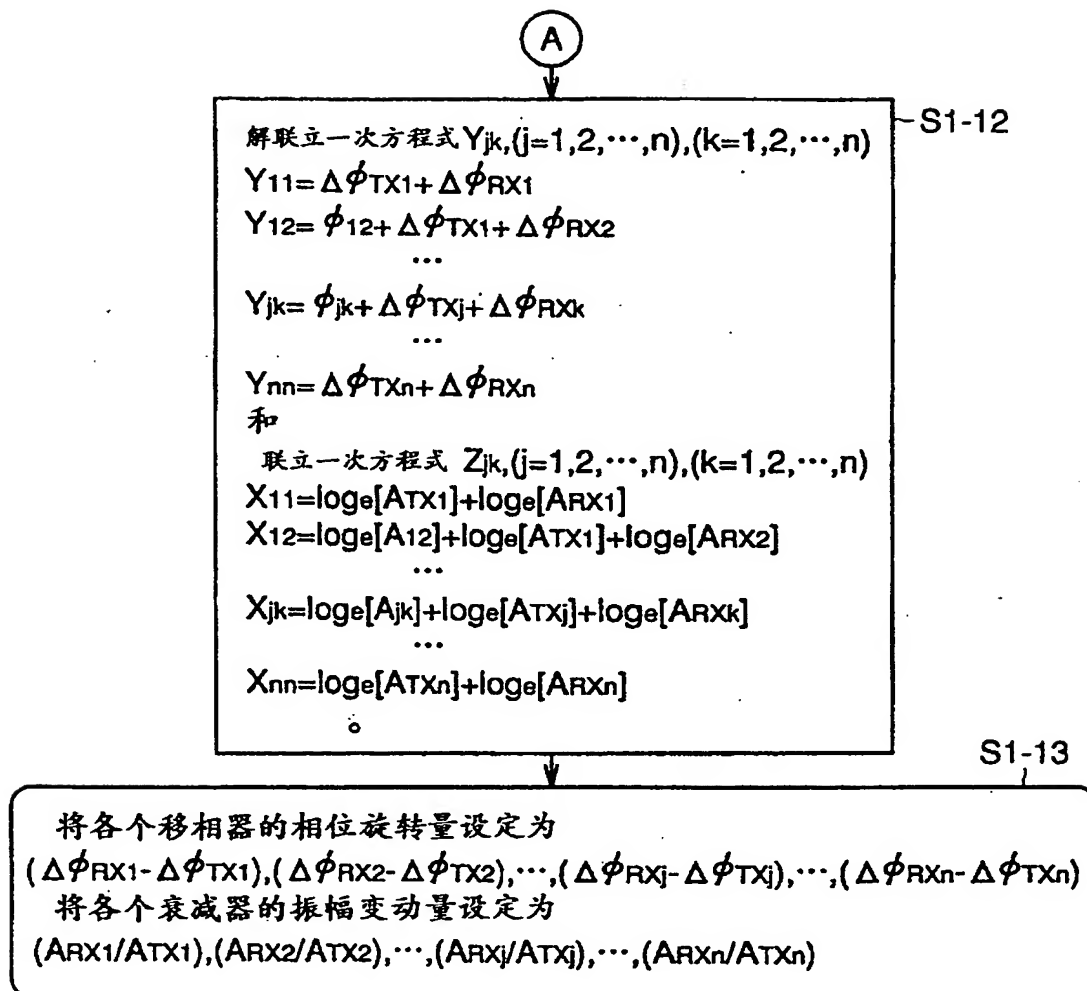 A
S1-12
解联立一次方程式Yjk,(j=1,2,⋯,n),(k=1,2,⋯,n)
Y11=ΔϕTX1+ΔϕRX1
Y12=ϕ12+ΔϕTX1+ΔϕRX2
⋯
Yjk=ϕjk+ΔϕTXj+ΔϕRXk
⋯
Ynn=ΔϕTXn+ΔϕRXn
和
联立一次方程式 Zjk,(j=1,2,⋯,n),(k=1,2,⋯,n)
X11=loge[ATX1]+loge[ARX1]
X12=loge[A12]+loge[ATX1]+loge[ARX2]
⋯
Xjk=loge[Ajk]+loge[ATXj]+loge[ARXk]
⋯
Xnn=loge[ATXn]+loge[ARXn]
。
S1-13
将各个移相器的相位旋转量设定为
(ΔϕRX1-ΔϕTX1),(ΔϕRX2-ΔϕTX2),⋯,(ΔϕRXj-ΔϕTXj),⋯,(ΔϕRXn-ΔϕTXn)
将各个衰减器的振幅变动量设定为
(ARX1/ATX1),(ARX2/ATX2),⋯,(ARXj/ATXj),⋯,(ARXn/ATXn)